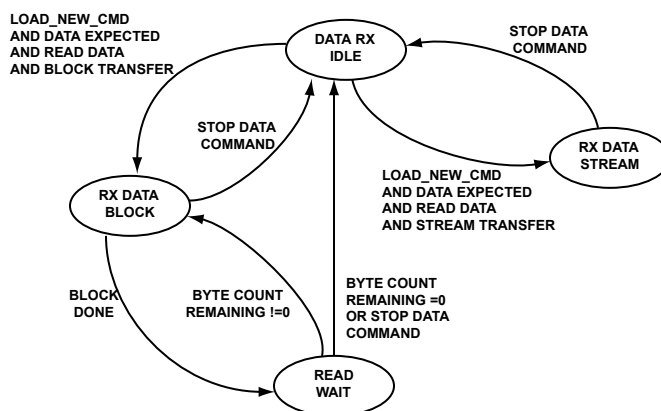 LOAD_NEW_CMD
AND DATA EXPECTED
AND READ DATA
AND BLOCK TRANSFER
DATA RX
IDLE
STOP DATA
COMMAND
STOP DATA
COMMAND
RX DATA
STREAM
LOAD_NEW_CMD
AND DATA EXPECTED
AND READ DATA
AND STREAM TRANSFER
RX DATA
BLOCK
BLOCK
DONE
BYTE COUNT
REMAINING !=0
BYTE COUNT
REMAINING =0
OR STOP DATA
COMMAND
READ
WAIT